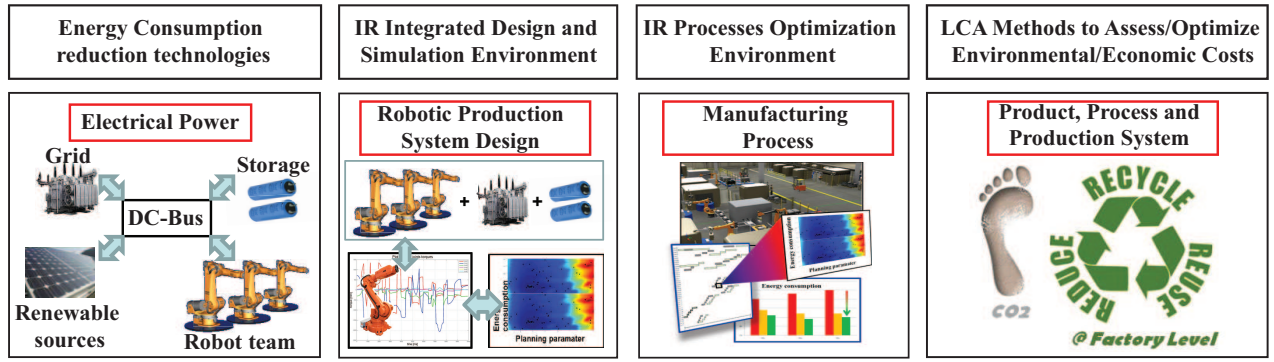 Energy Consumption
reduction technologies
IR Integrated Design and
Simulation Environment
IR Processes Optimization
Environment
LCA Methods to Assess/Optimize
Environmental/Economic Costs
Electrical Power
Grid
Storage
DC-Bus
Renewable
sources
Robot team
Robotic Production
System Design
+
+
Energy
consumption
Planning paramater
Manufacturing
Process
Energy consumption
Planning parameter
Energy consumption
Product, Process and
Production System
CO2
RECYCLE
REUSE
REDUCE
@ Factory Level